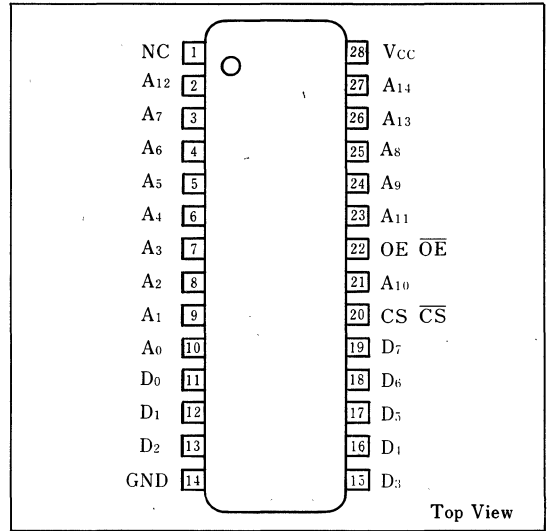 NC 1 28 VCC
A12 2 27 A14
A7 3 26 A13
A6 4 25 A8
A5 5 24 A9
A4 6 23 A11
A3 7 22 OE O̅E̅
A2 8 21 A10
A1 9 20 CS C̅S̅
A0 10 19 D7
D0 11 18 D6
D1 12 17 D5
D2 13 16 D4
GND 14 15 D3
Top View